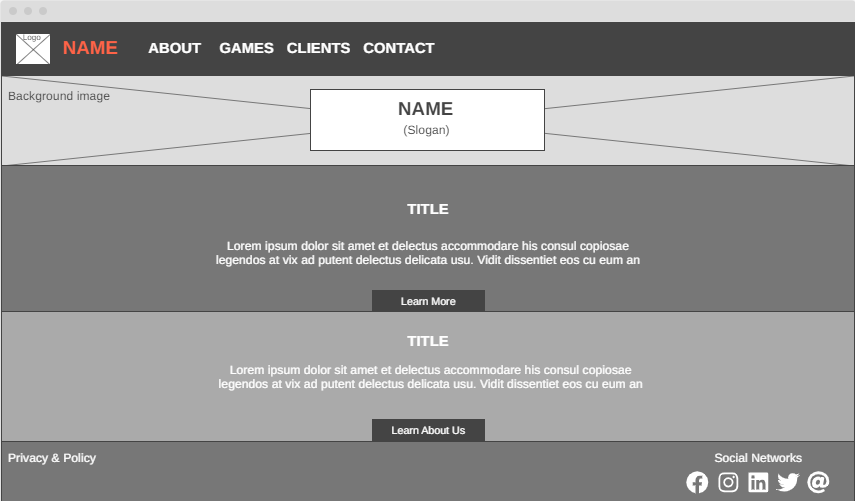 Logo
NAME
ABOUT GAMES CLIENTS CONTACT
Background image
NAME
(Slogan)
TITLE
Lorem ipsum dolor sit amet et delectus accommodare his consul copiosae
legendos at vix ad putent delectus delicata usu. Vidit dissentiet eos cu eum an
Learn More
TITLE
Lorem ipsum dolor sit amet et delectus accommodare his consul copiosae
legendos at vix ad putent delectus delicata usu. Vidit dissentiet eos cu eum an
Learn About Us
Privacy & Policy
Social Networks